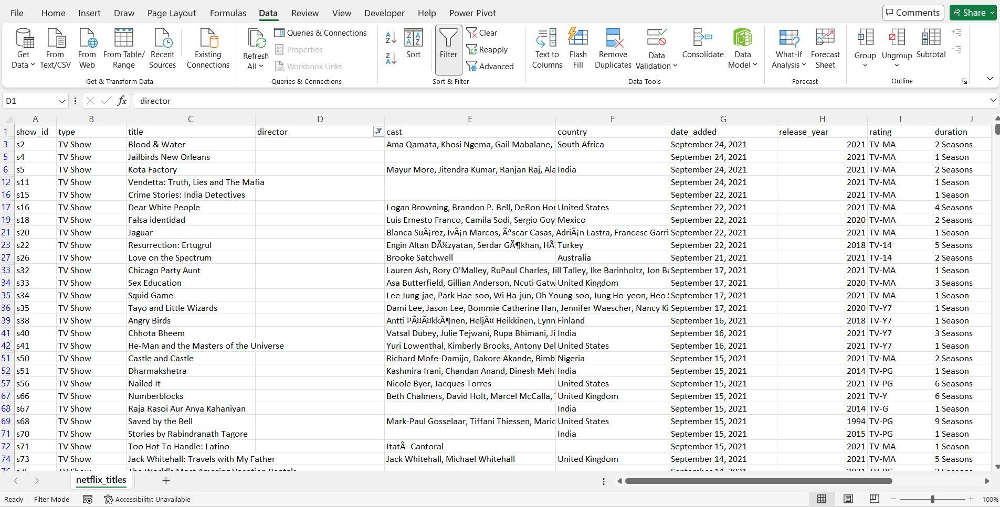 File Home Insert Draw Page Layout Formulas Data Review View Developer Help Power Pivot Comments Share
Get Data From Text/CSV From Web From Table/ Range Recent Sources Existing Connections
Get & Transform Data
Refresh All Queries & Connections Properties Workbook Links
Queries & Connections
Sort Filter Clear Reapply Advanced
Sort & Filter
Text to Columns Flash Fill Remove Duplicates Data Validation Consolidate Data Model
Data Tools
What-If Analysis Forecast Sheet
Forecast
Group Ungroup Subtotal
Outline
D1 fx director
A B C D E F G H I J
1 show_id type title director cast country date_added release_year rating duration
3 s2 TV Show Blood & Water Ama Qamata, Khosi Ngema, Gail Mabalane, South Africa September 24, 2021 2021 TV-MA 2 Seasons
5 s4 TV Show Jailbirds New Orleans September 24, 2021 2021 TV-MA 1 Season
6 s5 TV Show Kota Factory Mayur More, Jitendra Kumar, Ranjan Raj, Ala India September 24, 2021 2021 TV-MA 2 Seasons
12 s11 TV Show Vendetta: Truth, Lies and The Mafia September 24, 2021 2021 TV-MA 1 Season
16 s15 TV Show Crime Stories: India Detectives September 22, 2021 2021 TV-MA 1 Season
17 s16 TV Show Dear White People Logan Browning, Brandon P. Bell, DeRon Hor United States September 22, 2021 2021 TV-MA 4 Seasons
19 s18 TV Show Falsa identidad Luis Ernesto Franco, Camila Sodi, Sergio Goy Mexico September 22, 2021 2020 TV-MA 2 Seasons
21 s20 TV Show Jaguar Blanca SuÃ¡rez, IvÃ¡n Marcos, Ã“scar Casas, AdriÃ¡n Lastra, Francesc Garri September 22, 2021 2021 TV-MA 1 Season
23 s22 TV Show Resurrection: Ertugrul Engin Altan DÃ¼zyatan, Serdar GÃ¶khan, HÃ Turkey September 22, 2021 2018 TV-14 5 Seasons
27 s26 TV Show Love on the Spectrum Brooke Satchwell Australia September 21, 2021 2021 TV-14 2 Seasons
33 s32 TV Show Chicago Party Aunt Lauren Ash, Rory O'Malley, RuPaul Charles, Jill Talley, Ike Barinholtz, Jon Ba September 17, 2021 2021 TV-MA 1 Season
34 s33 TV Show Sex Education Asa Butterfield, Gillian Anderson, Ncuti Gatw United Kingdom September 17, 2021 2020 TV-MA 3 Seasons
35 s34 TV Show Squid Game Lee Jung-jae, Park Hae-soo, Wi Ha-jun, Oh Young-soo, Jung Ho-yeon, Heo September 17, 2021 2021 TV-MA 1 Season
36 s35 TV Show Tayo and Little Wizards Dami Lee, Jason Lee, Bommie Catherine Han, Jennifer Waescher, Nancy Ki September 17, 2021 2020 TV-Y7 1 Season
39 s38 TV Show Angry Birds Antti PÃ¤Ã¤kkÃ¶nen, HeljÃ¤ Heikkinen, Lynn Finland September 16, 2021 2018 TV-Y7 1 Season
41 s40 TV Show Chhota Bheem Vatsal Dubey, Julie Tejwani, Rupa Bhimani, Ji India September 16, 2021 2021 TV-Y7 3 Seasons
42 s41 TV Show He-Man and the Masters of the Universe Yuri Lowenthal, Kimberly Brooks, Antony Del United States September 16, 2021 2021 TV-Y7 1 Season
51 s50 TV Show Castle and Castle Richard Mofe-Damijo, Dakore Akande, Bimb Nigeria September 15, 2021 2021 TV-MA 2 Seasons
52 s51 TV Show Dharmakshetra Kashmira Irani, Chandan Anand, Dinesh Meht India September 15, 2021 2014 TV-PG 1 Season
57 s56 TV Show Nailed It Nicole Byer, Jacques Torres United States September 15, 2021 2021 TV-PG 6 Seasons
67 s66 TV Show Numberblocks Beth Chalmers, David Holt, Marcel McCalla, United Kingdom September 15, 2021 2021 TV-Y 6 Seasons
68 s67 TV Show Raja Rasoi Aur Anya Kahaniyan India September 15, 2021 2014 TV-G 1 Season
69 s68 TV Show Saved by the Bell Mark-Paul Gosselaar, Tiffani Thiessen, Maric United States September 15, 2021 1994 TV-PG 9 Seasons
71 s70 TV Show Stories by Rabindranath Tagore India September 15, 2021 2015 TV-PG 1 Season
72 s71 TV Show Too Hot To Handle: Latino ItatÃ- Cantoral September 15, 2021 2021 TV-MA 1 Season
74 s73 TV Show Jack Whitehall: Travels with My Father Jack Whitehall, Michael Whitehall United Kingdom September 14, 2021 2021 TV-MA 5 Seasons
netflix_titles
Ready Filter Mode Accessibility: Unavailable 100%